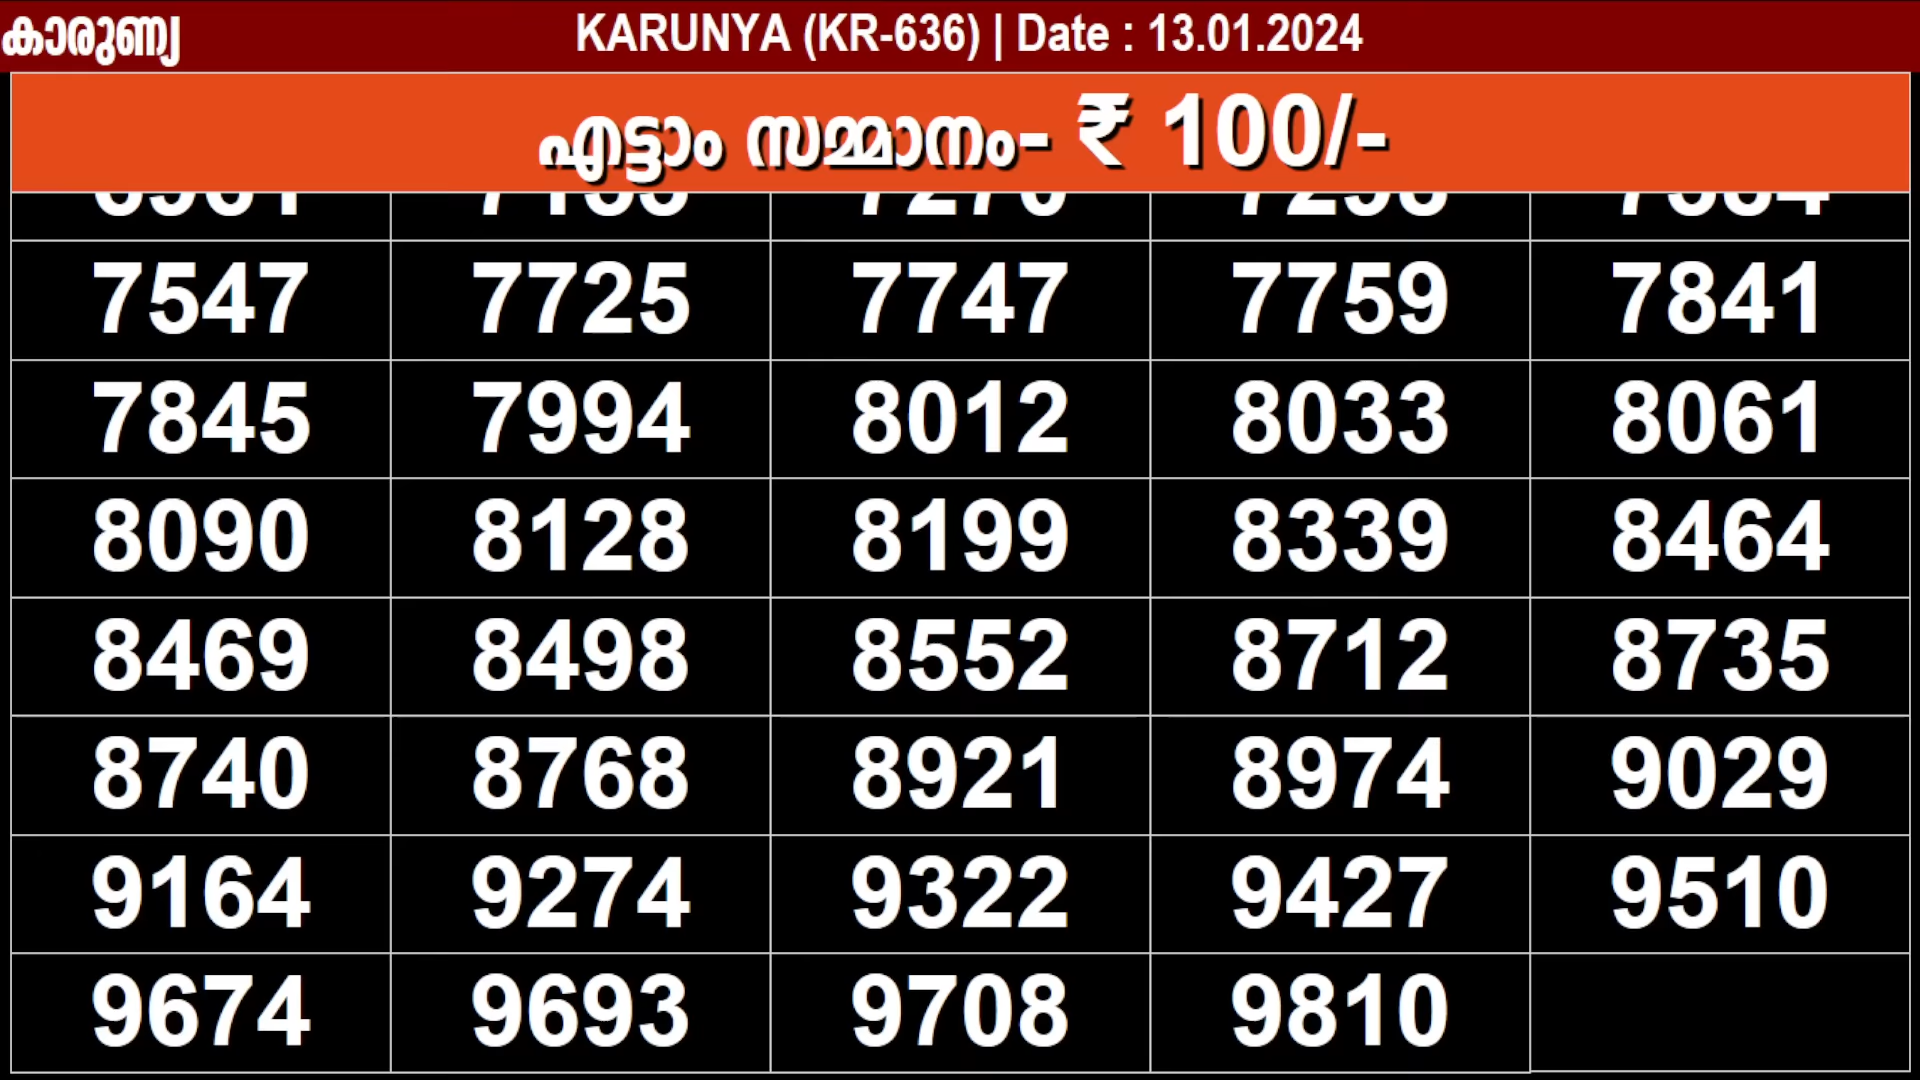 കാരുണ്യ KARUNYA (KR-636) | Date : 13.01.2024
എട്ടാം സമ്മാനം- ₹ 100/-
7547 7725 7747 7759 7841
7845 7994 8012 8033 8061
8090 8128 8199 8339 8464
8469 8498 8552 8712 8735
8740 8768 8921 8974 9029
9164 9274 9322 9427 9510
9674 9693 9708 9810